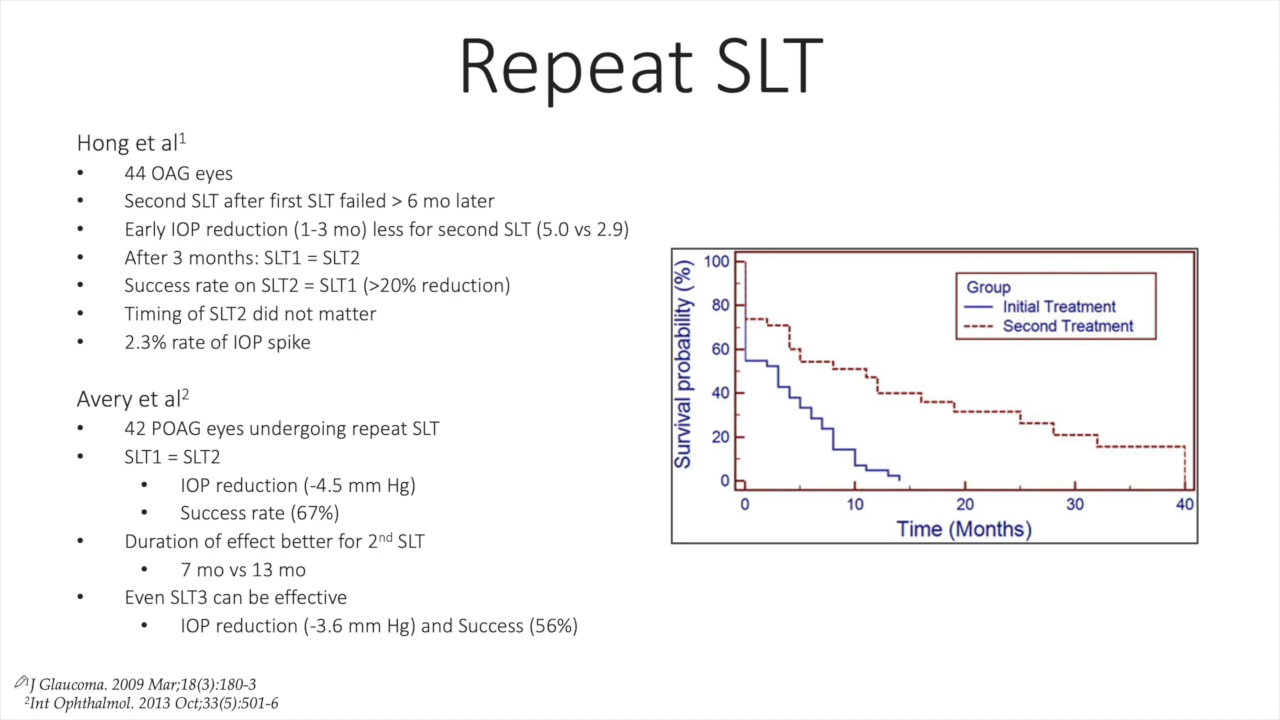 Repeat SLT
Hong et al1
• 44 OAG eyes
• Second SLT after first SLT failed > 6 mo later
• Early IOP reduction (1-3 mo) less for second SLT (5.0 vs 2.9)
• After 3 months: SLT1 = SLT2
• Success rate on SLT2 = SLT1 (>20% reduction)
• Timing of SLT2 did not matter
• 2.3% rate of IOP spike
Avery et al2
• 42 POAG eyes undergoing repeat SLT
• SLT1 = SLT2
• IOP reduction (-4.5 mm Hg)
• Success rate (67%)
• Duration of effect better for 2nd SLT
• 7 mo vs 13 mo
• Even SLT3 can be effective
• IOP reduction (-3.6 mm Hg) and Success (56%)
Survival probability (%)
100
80
60
40
20
0
Group
Initial Treatment
Second Treatment
0 10 20 30 40
Time (Months)
1J Glaucoma. 2009 Mar;18(3):180-3
2Int Ophthalmol. 2013 Oct;33(5):501-6